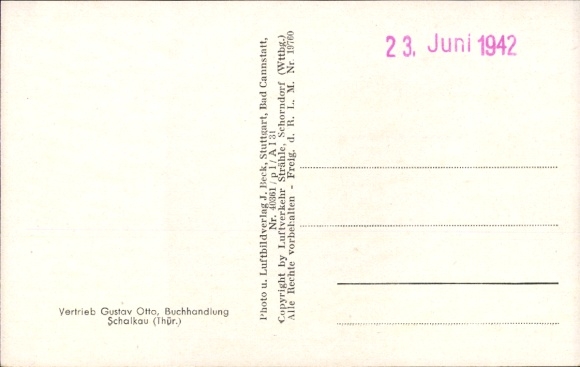 23. Juni 1942
Photo u. Luftbildverlag J. Beck, Stuttgart, Bad Cannstatt,
Nr. 40361 / p 1 / A 131
Copyright by Luftverkehr Strähle, Schorndorf (Wttbg.)
Alle Rechte vorbehalten - Freig. d. R. L. M. Nr. 19760
Vertrieb Gustav Otto, Buchhandlung
Schalkau (Thür.)